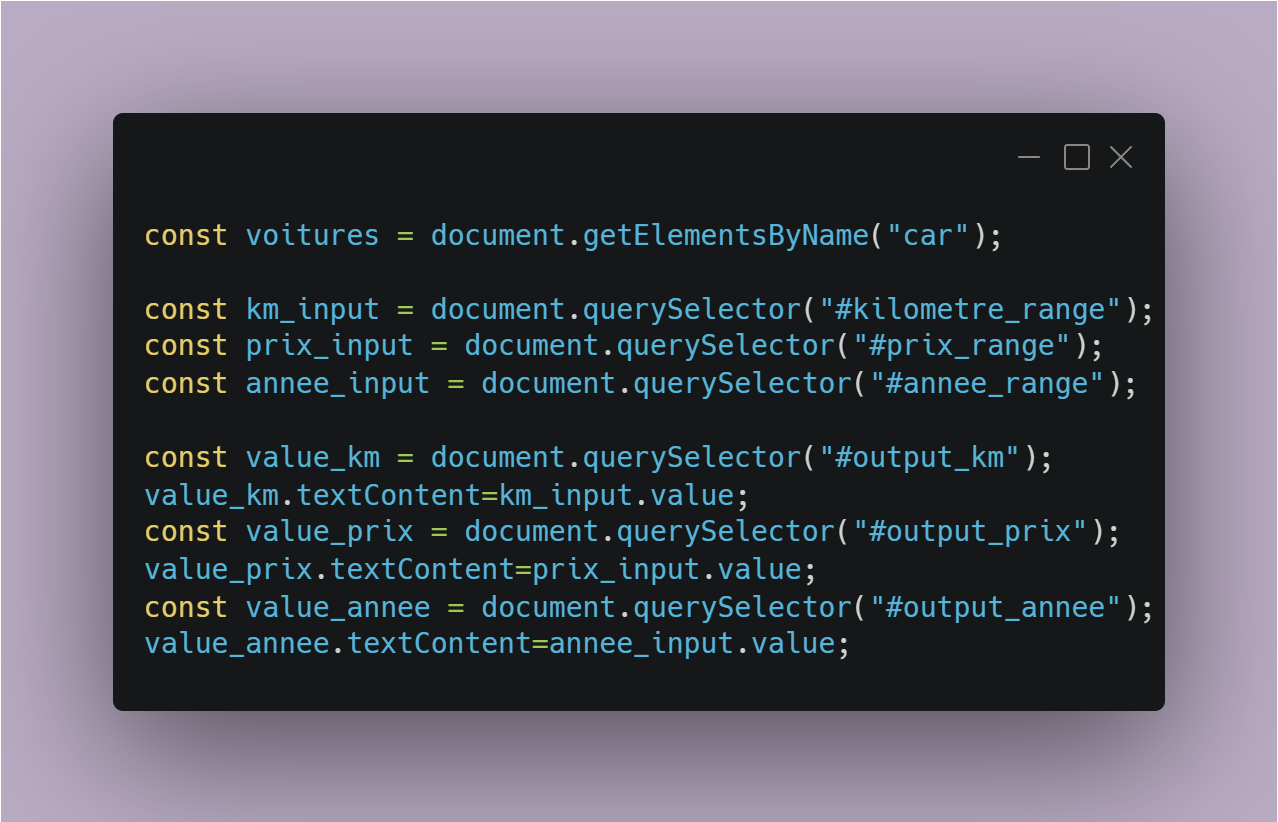 const voitures = document.getElementsByName("car");
const km_input = document.querySelector("#kilometre_range");
const prix_input = document.querySelector("#prix_range");
const annee_input = document.querySelector("#annee_range");
const value_km = document.querySelector("#output_km");
value_km.textContent=km_input.value;
const value_prix = document.querySelector("#output_prix");
value_prix.textContent=prix_input.value;
const value_annee = document.querySelector("#output_annee");
value_annee.textContent=annee_input.value;